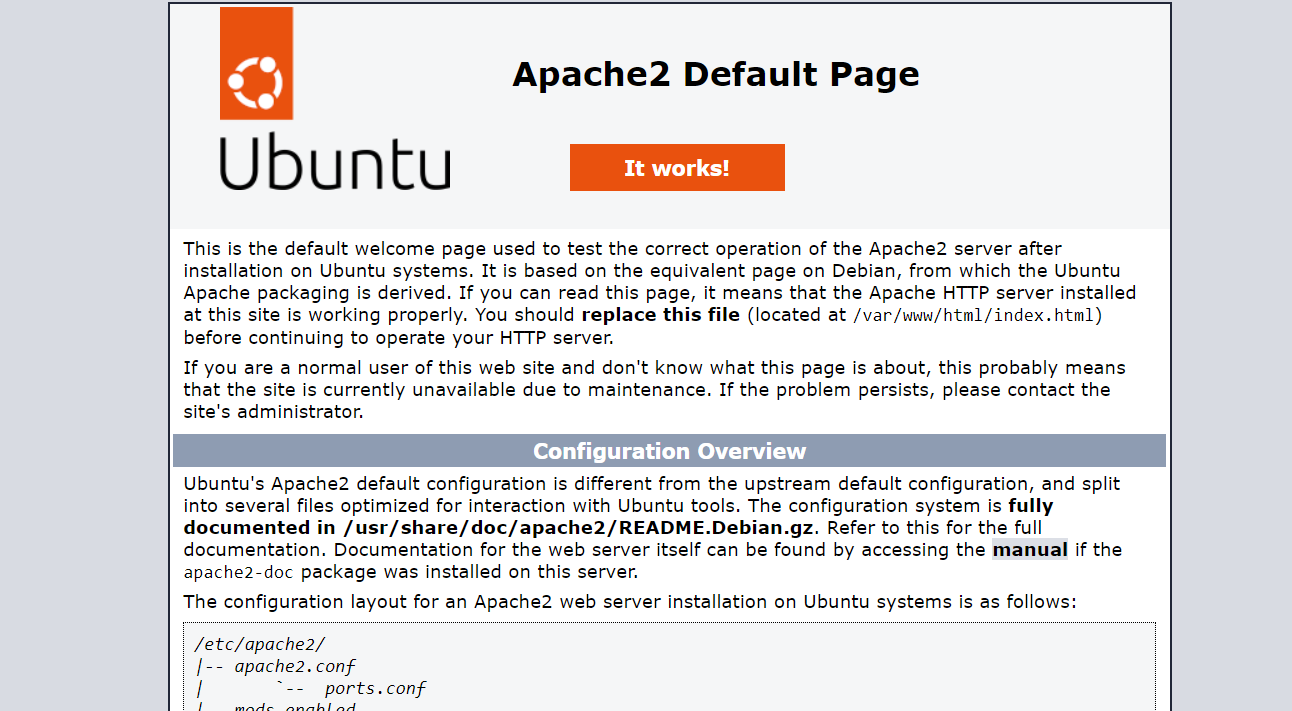 Apache2 Default Page
Ubuntu
It works!
This is the default welcome page used to test the correct operation of the Apache2 server after
installation on Ubuntu systems. It is based on the equivalent page on Debian, from which the Ubuntu
Apache packaging is derived. If you can read this page, it means that the Apache HTTP server installed
at this site is working properly. You should replace this file (located at /var/www/html/index.html)
before continuing to operate your HTTP server.
If you are a normal user of this web site and don't know what this page is about, this probably means
that the site is currently unavailable due to maintenance. If the problem persists, please contact the
site's administrator.
Configuration Overview
Ubuntu's Apache2 default configuration is different from the upstream default configuration, and split
into several files optimized for interaction with Ubuntu tools. The configuration system is fully
documented in /usr/share/doc/apache2/README.Debian.gz. Refer to this for the full
documentation. Documentation for the web server itself can be found by accessing the manual if the
apache2-doc package was installed on this server.
The configuration layout for an Apache2 web server installation on Ubuntu systems is as follows:
/etc/apache2/
|-- apache2.conf
|       `--  ports.conf
|-- mods-enabled